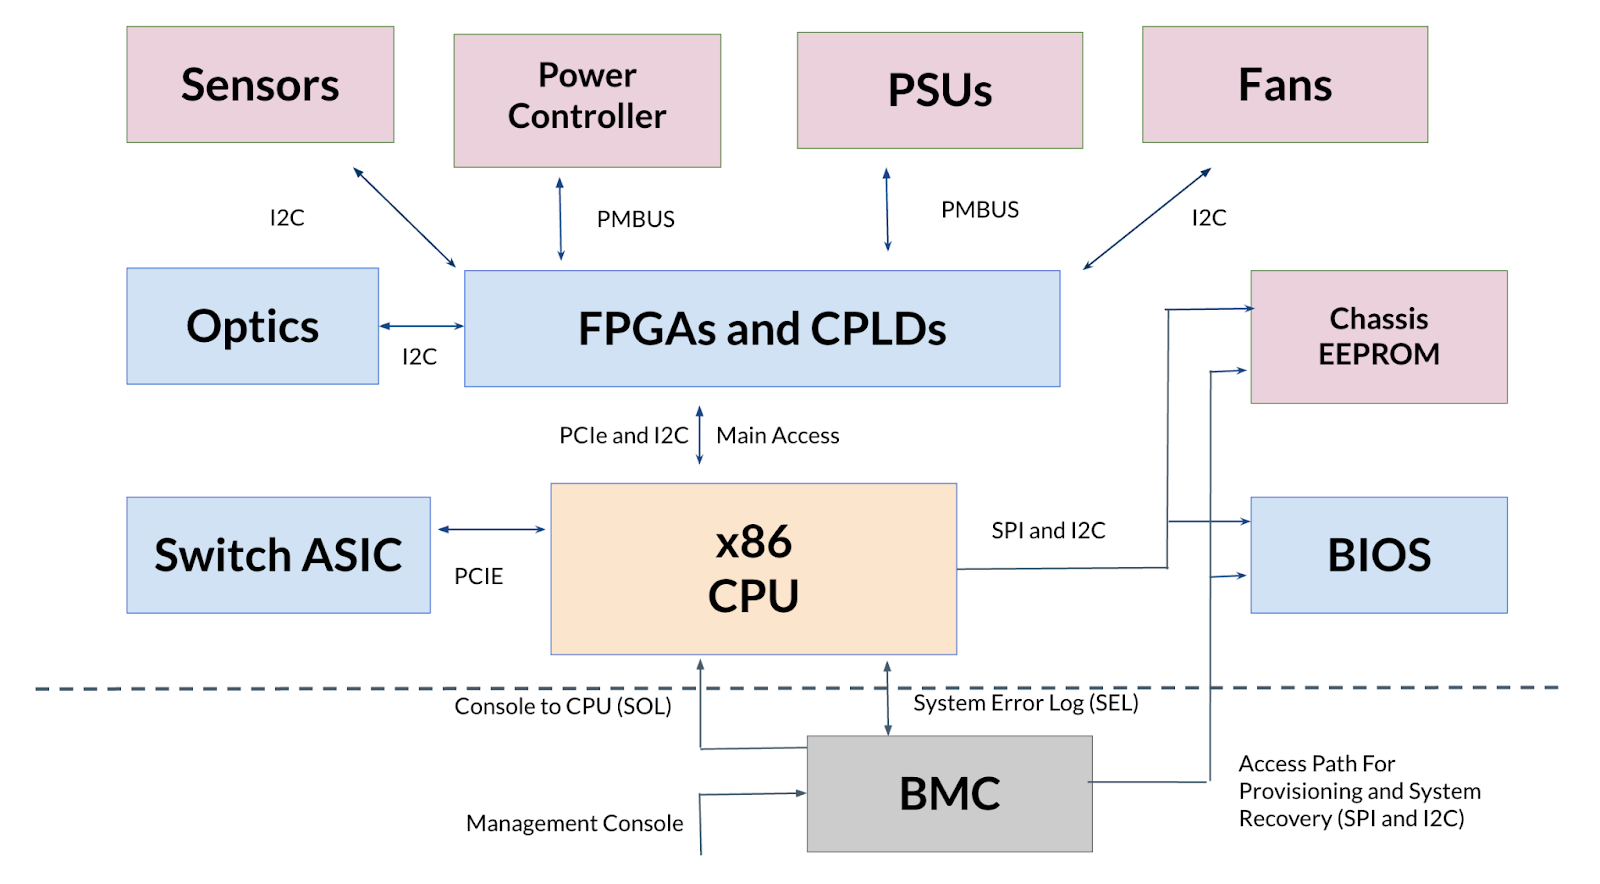 Sensors
Power
Controller
PSUs
Fans
I2C
PMBUS
PMBUS
I2C
Optics
I2C
FPGAs and CPLDs
Chassis
EEPROM
PCIe and I2C
Main Access
Switch ASIC
PCIE
x86
CPU
SPI and I2C
BIOS
Console to CPU (SOL)
System Error Log (SEL)
BMC
Management Console
Access Path For
Provisioning and System
Recovery (SPI and I2C)